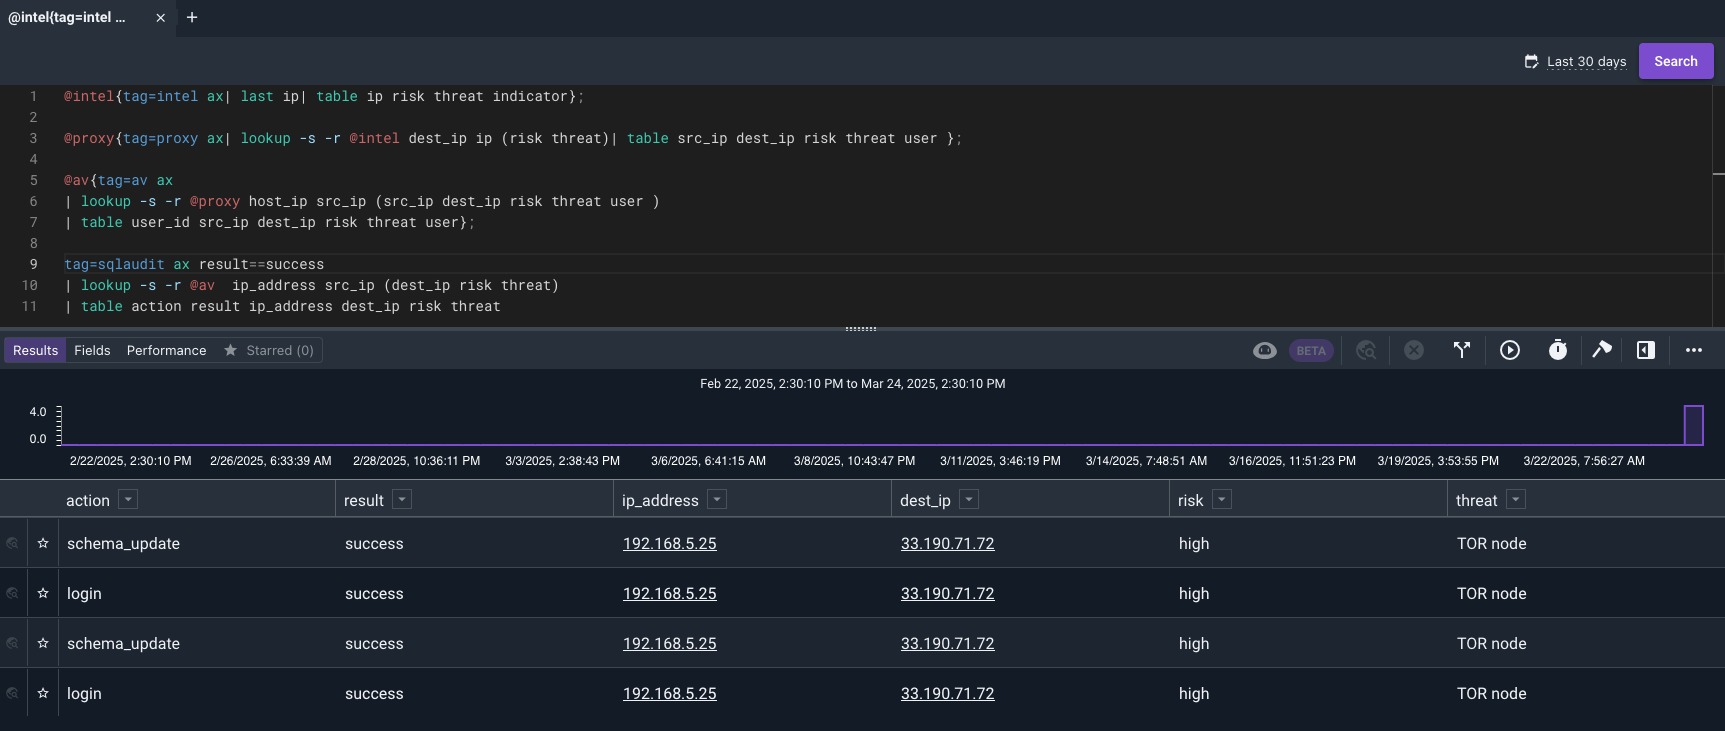 @intel{tag=intel ...
Last 30 days
Search
1 @intel{tag=intel ax| last ip| table ip risk threat indicator};
2
3 @proxy{tag=proxy ax| lookup -s -r @intel dest_ip ip (risk threat)| table src_ip dest_ip risk threat user };
4
5 @av{tag=av ax
6 | lookup -s -r @proxy host_ip src_ip (src_ip dest_ip risk threat user )
7 | table user_id src_ip dest_ip risk threat user};
8
9 tag=sqlaudit ax result==success
10 | lookup -s -r @av  ip_address src_ip (dest_ip risk threat)
11 | table action result ip_address dest_ip risk threat
Results Fields Performance Starred (0) BETA
Feb 22, 2025, 2:30:10 PM to Mar 24, 2025, 2:30:10 PM
4.0
0.0
2/22/2025, 2:30:10 PM 2/26/2025, 6:33:39 AM 2/28/2025, 10:36:11 PM 3/3/2025, 2:38:43 PM 3/6/2025, 6:41:15 AM 3/8/2025, 10:43:47 PM 3/11/2025, 3:46:19 PM 3/14/2025, 7:48:51 AM 3/16/2025, 11:51:23 PM 3/19/2025, 3:53:55 PM 3/22/2025, 7:56:27 AM
action result ip_address dest_ip risk threat
schema_update success 192.168.5.25 33.190.71.72 high TOR node
login success 192.168.5.25 33.190.71.72 high TOR node
schema_update success 192.168.5.25 33.190.71.72 high TOR node
login success 192.168.5.25 33.190.71.72 high TOR node